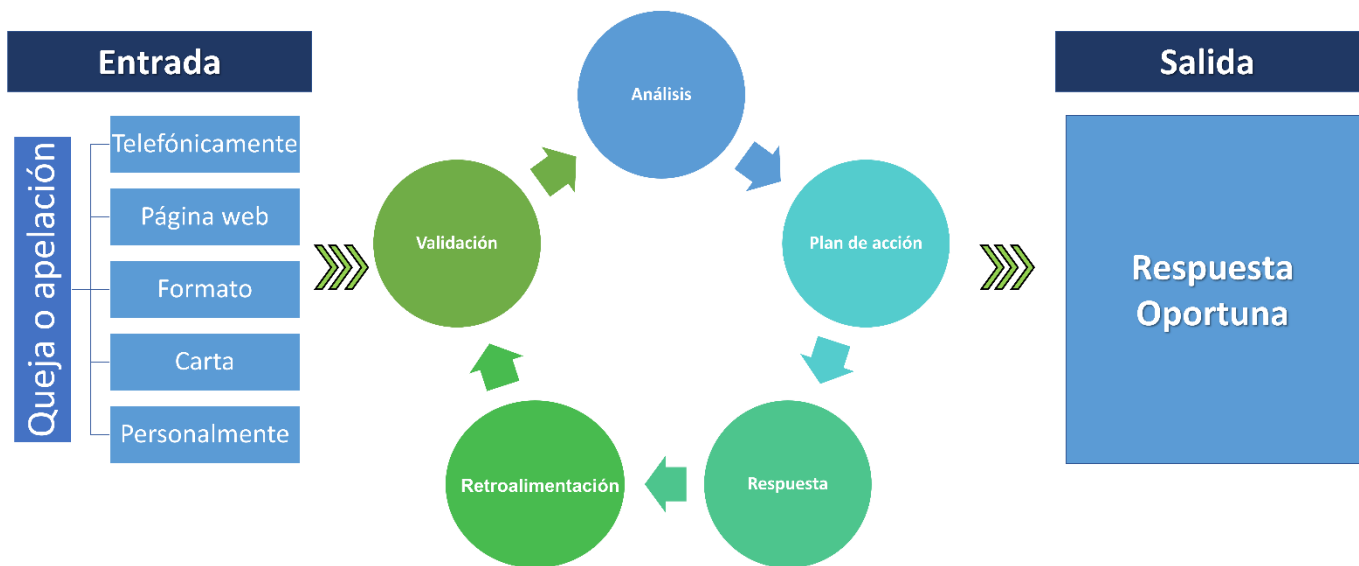 Entrada
Queja o apelación
Telefónicamente
Página web
Formato
Carta
Personalmente
Análisis
Validación
Plan de acción
Retroalimentación
Respuesta
Salida
Respuesta
Oportuna